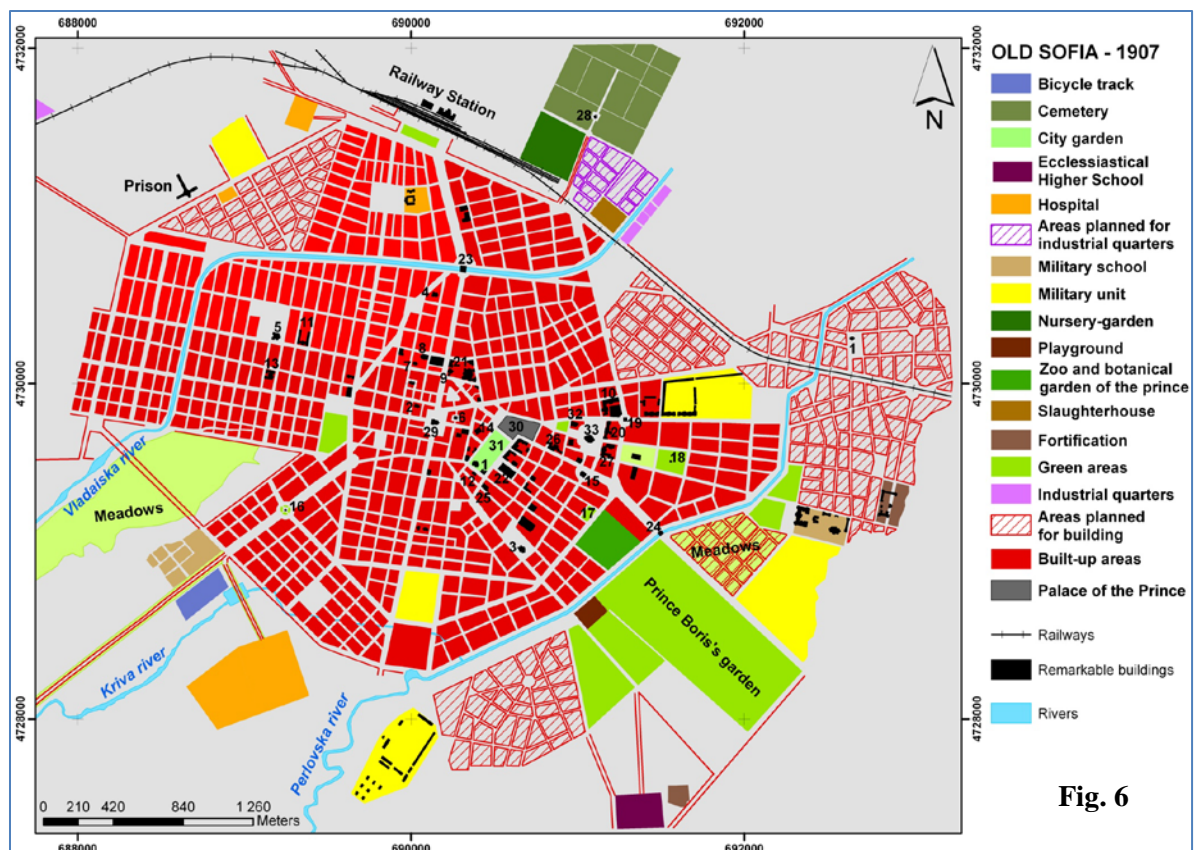 688000
690000
692000
4732000
4732000
OLD SOFIA - 1907
Bicycle track
Cemetery
City garden
Ecclessiastical
Higher School
Hospital
Areas planned for
industrial quarters
Military school
Military unit
Nursery-garden
Playground
Zoo and botanical
garden of the prince
Slaughterhouse
Fortification
Green areas
Industrial quarters
Areas planned
for building
Built-up areas
Palace of the Prince
Railways
Remarkable buildings
Rivers
N
Railway Station
28
Prison
23
4
5
11
1
13
8
7
21
9
4730000
4730000
2
6
10
29
14
30
32
19
33
20
31
26
27
18
1
12
22
15
25
Vladaiska river
Meadows
16
17
24
3
Meadows
Prince Boris's garden
Kriva river
Perlovska river
4728000
4728000
0 210 420 840 1 260
Meters
Fig. 6
688000
690000
692000